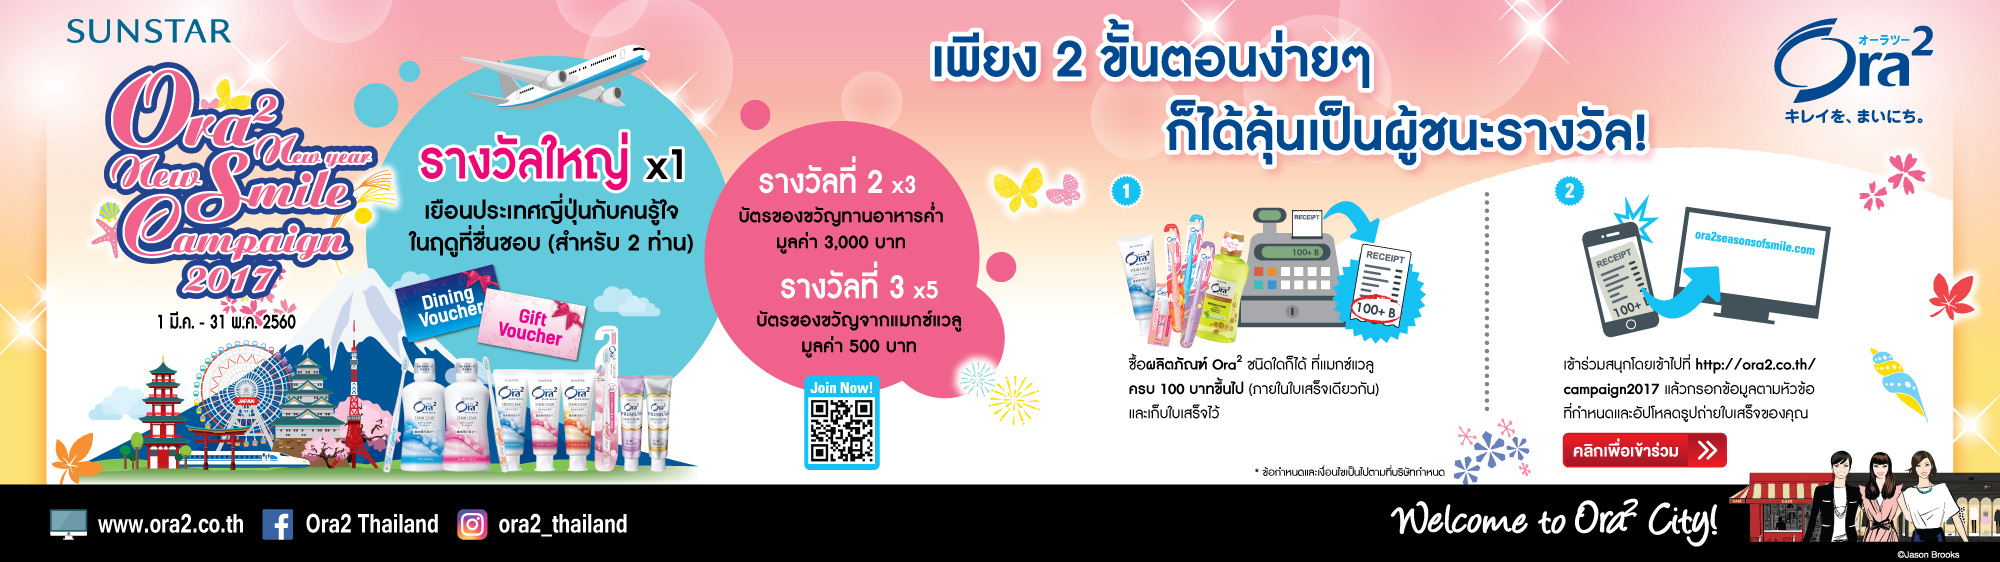 SUNSTAR
Ora2
New year
New Smile
Campaign
2017
1 มี.ค. - 31 พ.ค. 2560
JAPAN
รางวัลใหญ่ x1
เยือนประเทศญี่ปุ่นกับคนรู้ใจ
ในฤดูที่ชื่นชอบ (สำหรับ 2 ท่าน)
Dining
Voucher
Gift
Voucher
รางวัลที่ 2 x3
บัตรของขวัญทานอาหารค่ำ
มูลค่า 3,000 บาท
รางวัลที่ 3 x5
บัตรของขวัญจากแมกซ์แวลู
มูลค่า 500 บาท
Join Now!
เพียง 2 ขั้นตอนง่ายๆ
ก็ได้ลุ้นเป็นผู้ชนะรางวัล!
オーラツー
Ora2
キレイを、まいにち。
1
RECEIPT
100+ B
RECEIPT
100+ B
ซื้อผลิตภัณฑ์ Ora2 ชนิดใดก็ได้ ที่แมกซ์แวลู
ครบ 100 บาทขึ้นไป (ภายในใบเสร็จเดียวกัน)
และเก็บใบเสร็จไว้
2
RECEIPT
100+ B
ora2seasonsofsmile.com
เข้าร่วมสนุกโดยเข้าไปที่ http://ora2.co.th/
campaign2017 แล้วกรอกข้อมูลตามหัวข้อ
ที่กำหนดและอัปโหลดรูปถ่ายใบเสร็จของคุณ
คลิกเพื่อเข้าร่วม
* ข้อกำหนดและเงื่อนไขเป็นไปตามที่บริษัทกำหนด
www.ora2.co.th
Ora2 Thailand
ora2_thailand
Welcome to Ora2 City!
©Jason Brooks